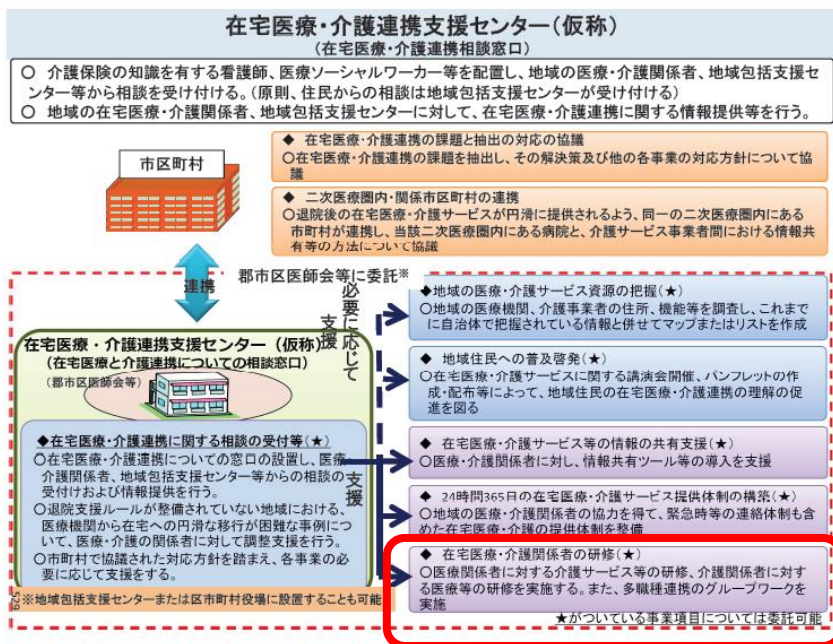 在宅医療・介護連携支援センター（仮称）
（在宅医療・介護連携相談窓口）
○ 介護保険の知識を有する看護師、医療ソーシャルワーカー等を配置し、地域の医療・介護関係者、地域包括支援セ
ンター等から相談を受け付ける。（原則、住民からの相談は地域包括支援センターが受け付ける）
○ 地域の在宅医療・介護関係者、地域包括支援センターに対して、在宅医療・介護連携に関する情報提供等を行う。
市区町村
◆ 在宅医療・介護連携の課題と抽出の対応の協議
○在宅医療・介護連携の課題を抽出し、その解決策及び他の各事業の対応方針について協
議
◆ 二次医療圏内・関係市区町村の連携
○退院後の在宅医療・介護サービスが円滑に提供されるよう、同一の二次医療圏内にある
市町村が連携し、当該二次医療圏内にある病院と、介護サービス事業者間における情報共
有等の方法について協議
連携
郡市区医師会等に委託※
必要に応じて
支援
在宅医療・介護連携支援センター（仮称）
（在宅医療と介護連携についての相談窓口）
（郡市区医師会等）
◆在宅医療・介護連携に関する相談の受付等（★）
○在宅医療・介護連携についての窓口の設置し、医療・
介護関係者、地域包括支援センター等からの相談の
受付けおよび情報提供を行う。
○退院支援ルールが整備されていない地域における、
医療機関から在宅への円滑な移行が困難な事例につ
いて、医療・介護の関係者に対して調整支援を行う。
○市町村で協議された対応方針を踏まえ、各事業の必
要に応じて支援をする。
支援
※地域包括支援センターまたは区市町村役場に設置することも可能
529
◆地域の医療・介護サービス資源の把握（★）
○地域の医療機関、介護事業者の住所、機能等を調査し、これまで
に自治体で把握されている情報と併せてマップまたはリストを作成
◆ 地域住民への普及啓発（★）
○在宅医療・介護サービスに関する講演会開催、パンフレットの作
成・配布等によって、地域住民の在宅医療・介護連携の理解の促
進を図る
◆ 在宅医療・介護サービス等の情報の共有支援（★）
○医療・介護関係者に対し、情報共有ツール等の導入を支援
◆ 24時間365日の在宅医療・介護サービス提供体制の構築（★）
○地域の医療・介護関係者の協力を得て、緊急時等の連絡体制も含
めた在宅医療・介護の提供体制を整備
◆ 在宅医療・介護関係者の研修（★）
○医療関係者に対する介護サービス等の研修、介護関係者に対す
る医療等の研修を実施する。また、多職種連携のグループワークを
実施
★がついている事業項目については委託可能